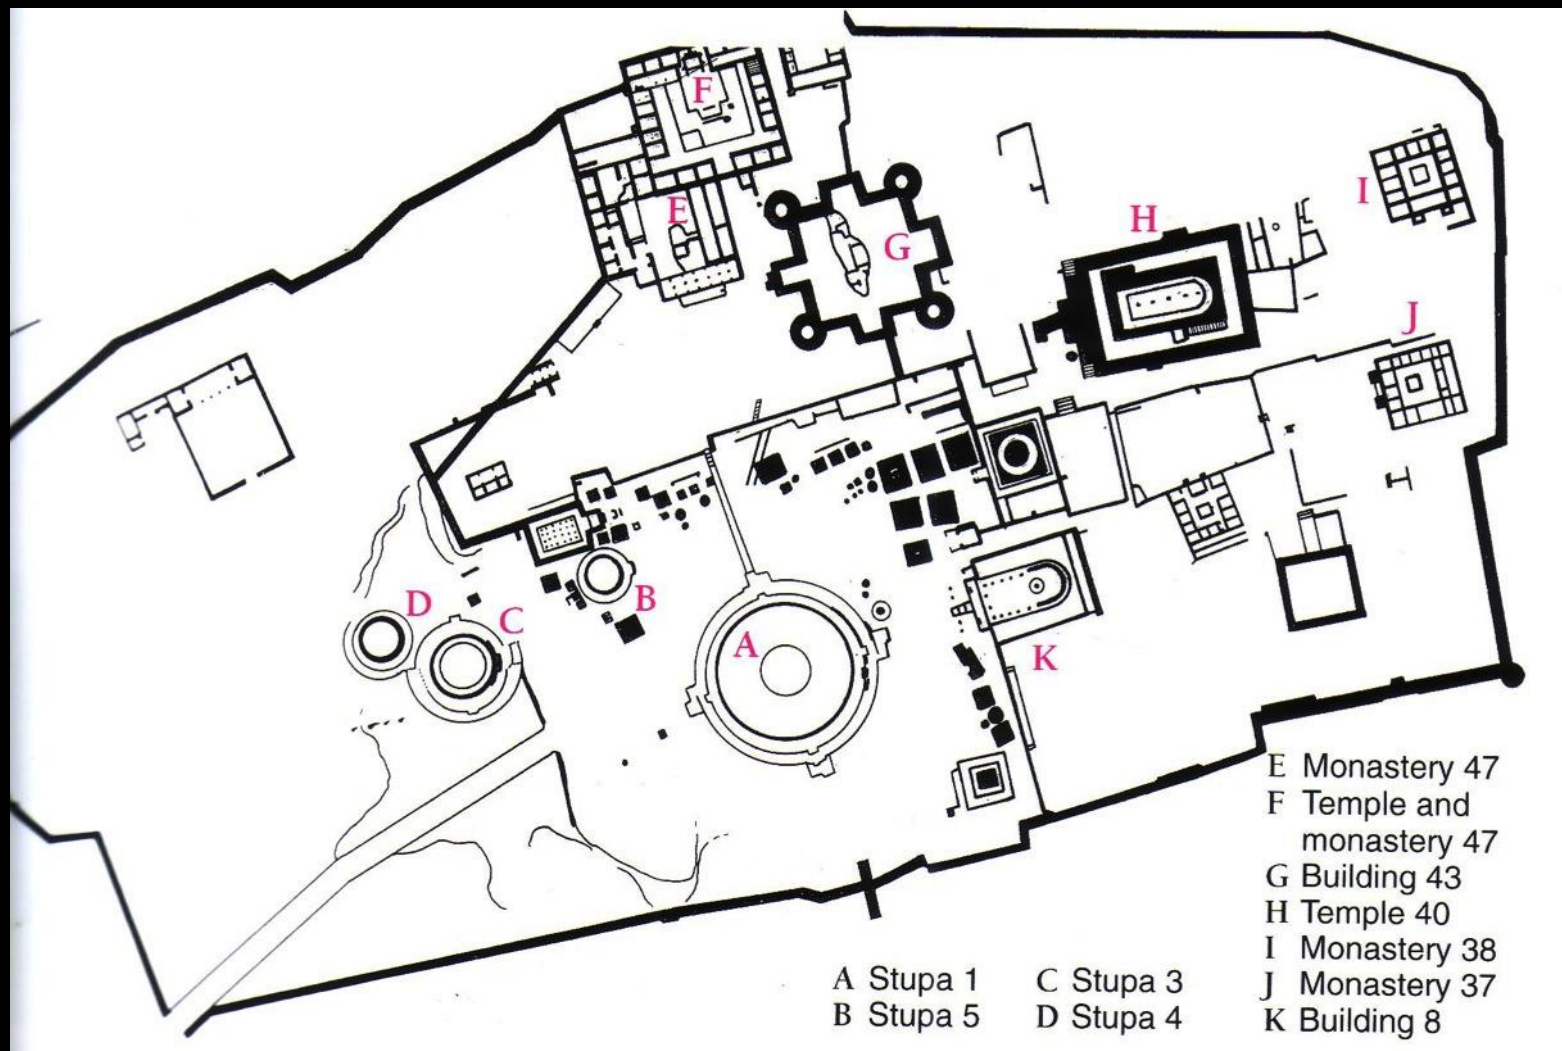 F
E
G
H
I
J
D
C
B
A
K
E Monastery 47
F Temple and
monastery 47
G Building 43
H Temple 40
I Monastery 38
J Monastery 37
K Building 8
A Stupa 1
B Stupa 5
C Stupa 3
D Stupa 4